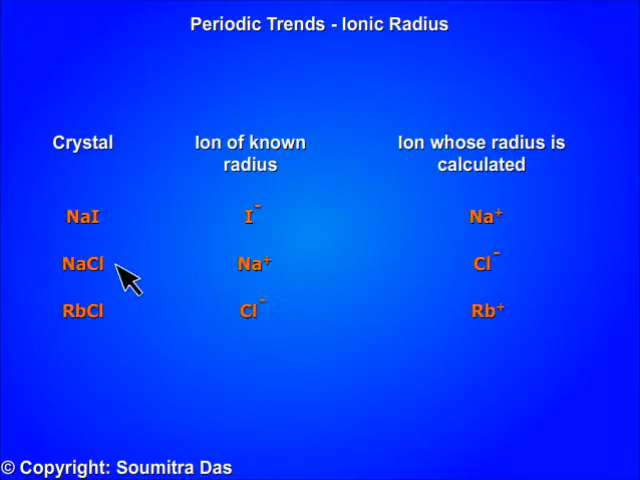 Periodic Trends - Ionic Radius
Crystal Ion of known radius Ion whose radius is calculated
NaI I⁻ Na⁺
NaCl Na⁺ Cl⁻
RbCl Cl⁻ Rb⁺
© Copyright: Soumitra Das